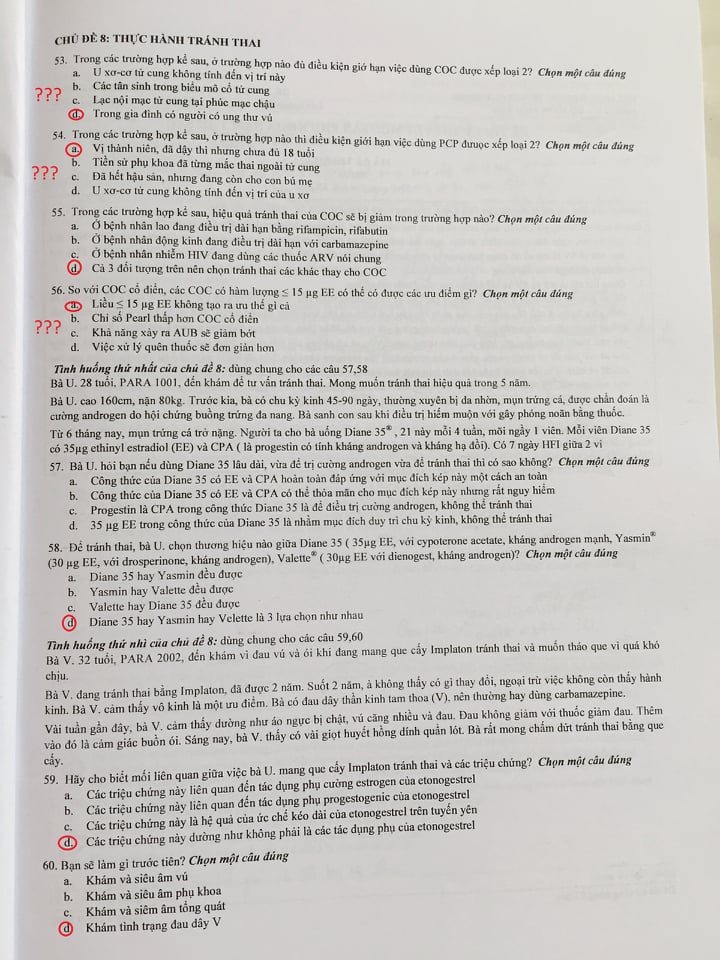 CHỦ ĐỀ 8: THỰC HÀNH TRÁNH THAI
53. Trong các trường hợp kể sau, ở trường hợp nào đủ điều kiện giớ hạn việc dùng COC được xếp loại 2? Chọn một câu đúng
a. U xơ-cơ tử cung không tính đến vị trí này
??? b. Các tân sinh trong biểu mô cổ tử cung
c. Lạc nội mạc tử cung tại phúc mạc chậu
d. Trong gia đình có người có ung thư vú
54. Trong các trường hợp kể sau, ở trường hợp nào thì điều kiện giới hạn việc dùng PCP đưuọc xếp loại 2? Chọn một câu đúng
a. Vị thành niên, đã dậy thì nhưng chưa đủ 18 tuổi
b. Tiền sử phụ khoa đã từng mắc thai ngoài tử cung
??? c. Đã hết hậu sản, nhưng đang còn cho con bú mẹ
d. U xơ-cơ tử cung không tính đến vị trí của u xơ
55. Trong các trường hợp kể sau, hiệu quả tránh thai của COC sẽ bị giảm trong trường hợp nào? Chọn một câu đúng
a. Ở bệnh nhân lao đang điều trị dài hạn bằng rifampicin, rifabutin
b. Ở bệnh nhân động kinh đang điều trị dài hạn với carbamazepine
c. Ở bệnh nhân nhiễm HIV đang dùng các thuốc ARV nói chung
d. Cả 3 đối tượng trên nên chọn tránh thai các khác thay cho COC
56. So với COC cổ điển, các COC có hàm lượng ≤ 15 µg EE có thể có được các ưu điểm gì? Chọn một câu đúng
a. Liều ≤ 15 µg EE không tạo ra ưu thế gì cả
b. Chỉ số Pearl thấp hơn COC cổ điển
??? c. Khả năng xảy ra AUB sẽ giảm bớt
d. Việc xử lý quên thuốc sẽ đơn giản hơn
Tình huống thứ nhất của chủ đề 8: dùng chung cho các câu 57,58
Bà U. 28 tuổi, PARA 1001, đến khám để tư vấn tránh thai. Mong muốn tránh thai hiệu quả trong 5 năm.
Bà U. cao 160cm, nặn 80kg. Trước kia, bà có chu kỳ kinh 45-90 ngày, thường xuyên bị da nhờn, mụn trứng cá, được chẩn đoán là
cường androgen do hội chứng buồng trứng đa nang. Bà sanh con sau khi điều trị hiếm muộn với gây phóng noãn bằng thuốc.
Từ 6 tháng nay, mụn trứng cá trở nặng. Người ta cho bà uống Diane 35®, 21 này mỗi 4 tuần, mõi ngày 1 viên. Mỗi viên Diane 35
có 35µg ethinyl estradiol (EE) và CPA ( là progestin có tính kháng androgen và kháng hạ đồi). Có 7 ngày HFI giữa 2 vỉ
57. Bà U. hỏi bạn nếu dùng Diane 35 lâu dài, vừa để trị cường androgen vừa để tránh thai thì có sao không? Chọn một câu đúng
a. Công thức của Diane 35 có EE và CPA hoàn toàn đáp ứng với mục đích kép này một cách an toàn
b. Công thức của Diane 35 có EE và CPA có thể thỏa mãn cho mục đích kép này nhưng rất nguy hiểm
c. Progestin là CPA trong công thức Diane 35 là để điều trị cường androgen, không thể tránh thai
d. 35 µg EE trong công thức của Diane 35 là nhằm mục đích duy trì chu kỳ kinh, không thể tránh thai
58. Để tránh thai, bà U. chọn thương hiệu nào giữa Diane 35 ( 35µg EE, với cypoterone acetate, kháng androgen mạnh, Yasmin®
(30 µg EE, với drosperinone, kháng androgen), Valette® ( 30µg EE với dienogest, kháng androgen)? Chọn một câu đúng
a. Diane 35 hay Yasmin đều được
b. Yasmin hay Valette đều được
c. Valette hay Diane 35 đều được
d. Diane 35 hay Yasmin hay Velette là 3 lựa chọn như nhau
Tình huống thứ nhì của chủ đề 8: dùng chung cho các câu 59,60
Bà V. 32 tuổi, PARA 2002, đến khám vì đau vú và ói khi đang mang que cấy Implaton tránh thai và muốn tháo que vì quá khó
chịu.
Bà V. đang tránh thai bằng Implaton, đã được 2 năm. Suốt 2 năm, à không thấy có gì thay đổi, ngoại trừ việc không còn thấy hành
kinh. Bà V. cảm thấy vô kinh là một ưu điểm. Bà có đau dây thần kinh tam thoa (V), nên thường hay dùng carbamazepine.
Vài tuần gần đây, bà V. cảm thấy dường như áo ngực bị chật, vú căng nhiều và đau. Đau không giảm với thuốc giảm đau. Thêm
vào đó là cảm giác buồn ói. Sáng nay, bà V. thấy có vài giọt huyết hồng dính quần lót. Bà rất mong chấm dứt tránh thai bằng que
cấy.
59. Hãy cho biết mối liên quan giữa việc bà U. mang que cấy Implaton tránh thai và các triệu chứng? Chọn một câu đúng
a. Các triệu chứng này liên quan đến tác dụng phụ cường estrogen của etonogestrel
b. Các triệu chứng này liên quan đến tác dụng phụ progestogenic của etonogestrel
c. Các triệu chứng này là hệ quả của ức chế kéo dài của etonogestrel trên tuyến yên
d. Các triệu chứng này dường như không phải là các tác dụng phụ của etonogestrel
60. Bạn sẽ làm gì trước tiên? Chọn một câu đúng
a. Khám và siêu âm vú
b. Khám và siêu âm phụ khoa
c. Khám và siêm âm tổng quát
d. Khám tình trạng đau dây V